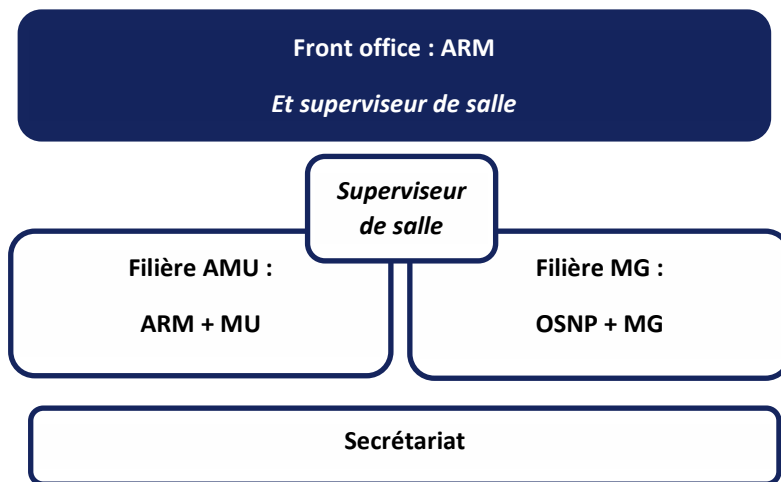 Front office : ARM
Et superviseur de salle
Superviseur
de salle
Filière AMU :
ARM + MU
Filière MG :
OSNP + MG
Secrétariat